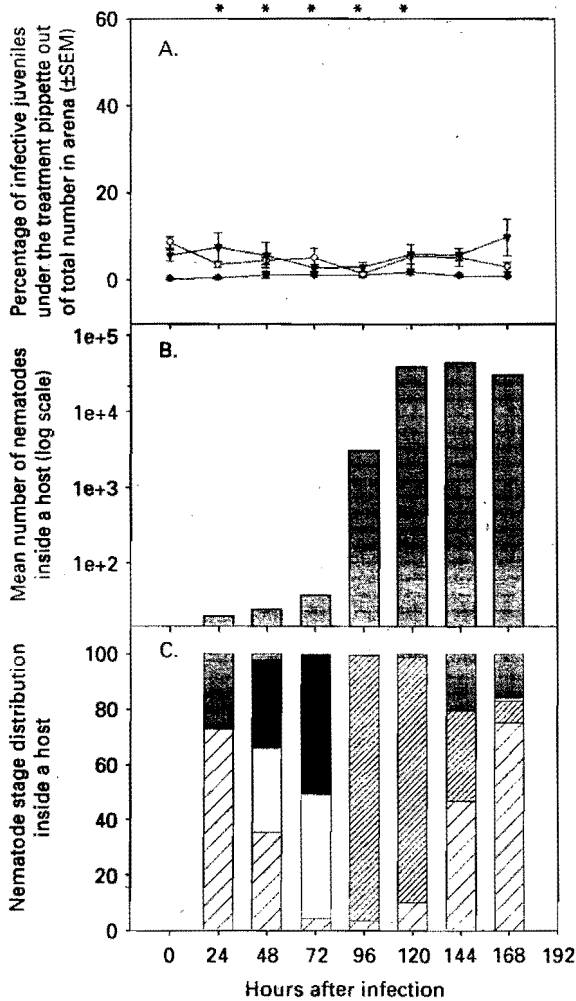 * * * * *
Percentage of infective juveniles
under the treatment pippette out
of total number in arena (±SEM)
60
40
20
0
A.
Mean number of nematodes
inside a host (log scale)
1e+5
1e+4
1e+3
1e+2
B.
Nematode stage distribution
inside a host
100
80
60
40
20
0
C.
0 24 48 72 96 120 144 168 192
Hours after infection